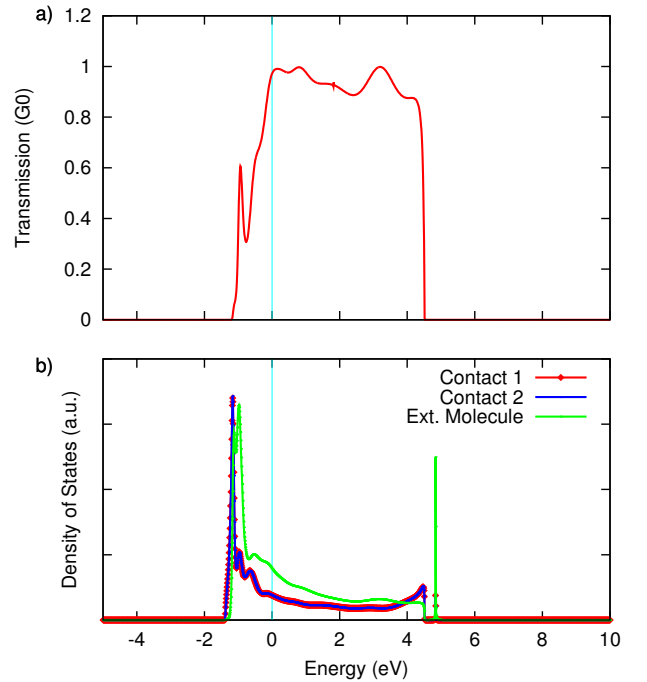 a)
1.2
1
0.8
0.6
0.4
0.2
0
Transmission (G0)
b)
Contact 1
Contact 2
Ext. Molecule
Density of States (a.u.)
-4 -2 0 2 4 6 8 10
Energy (eV)